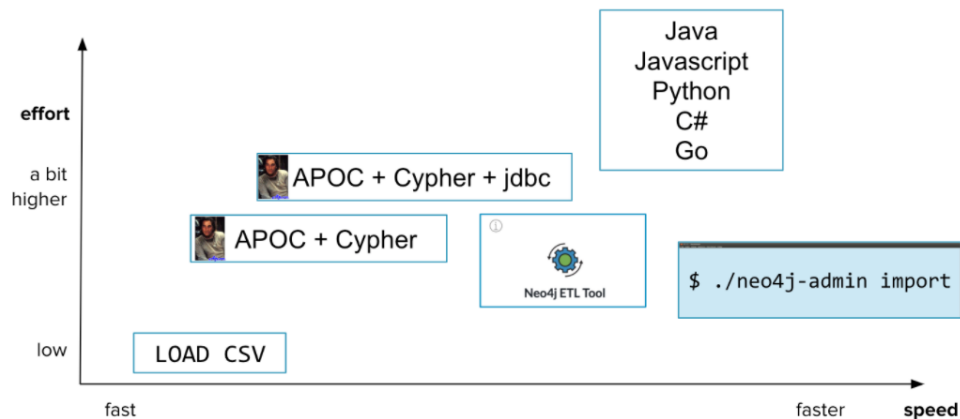 Java
Javascript
Python
C#
Go
effort
a bit
higher
APOC + Cypher + jdbc
APOC + Cypher
Neo4j ETL Tool
$ ./neo4j-admin import
low
LOAD CSV
fast
faster
speed